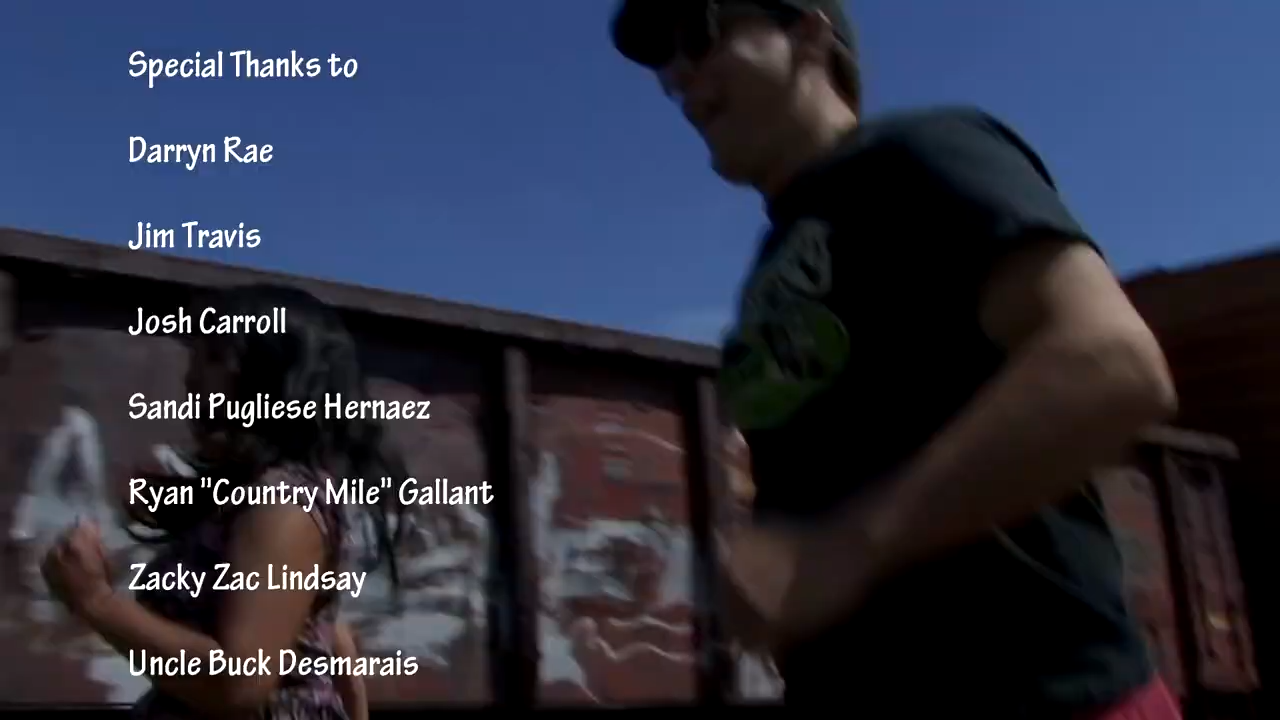 Special Thanks to
Darryn Rae
Jim Travis
Josh Carroll
Sandi Pugliese Hernaez
Ryan "Country Mile" Gallant
Zacky Zac Lindsay
Uncle Buck Desmarais